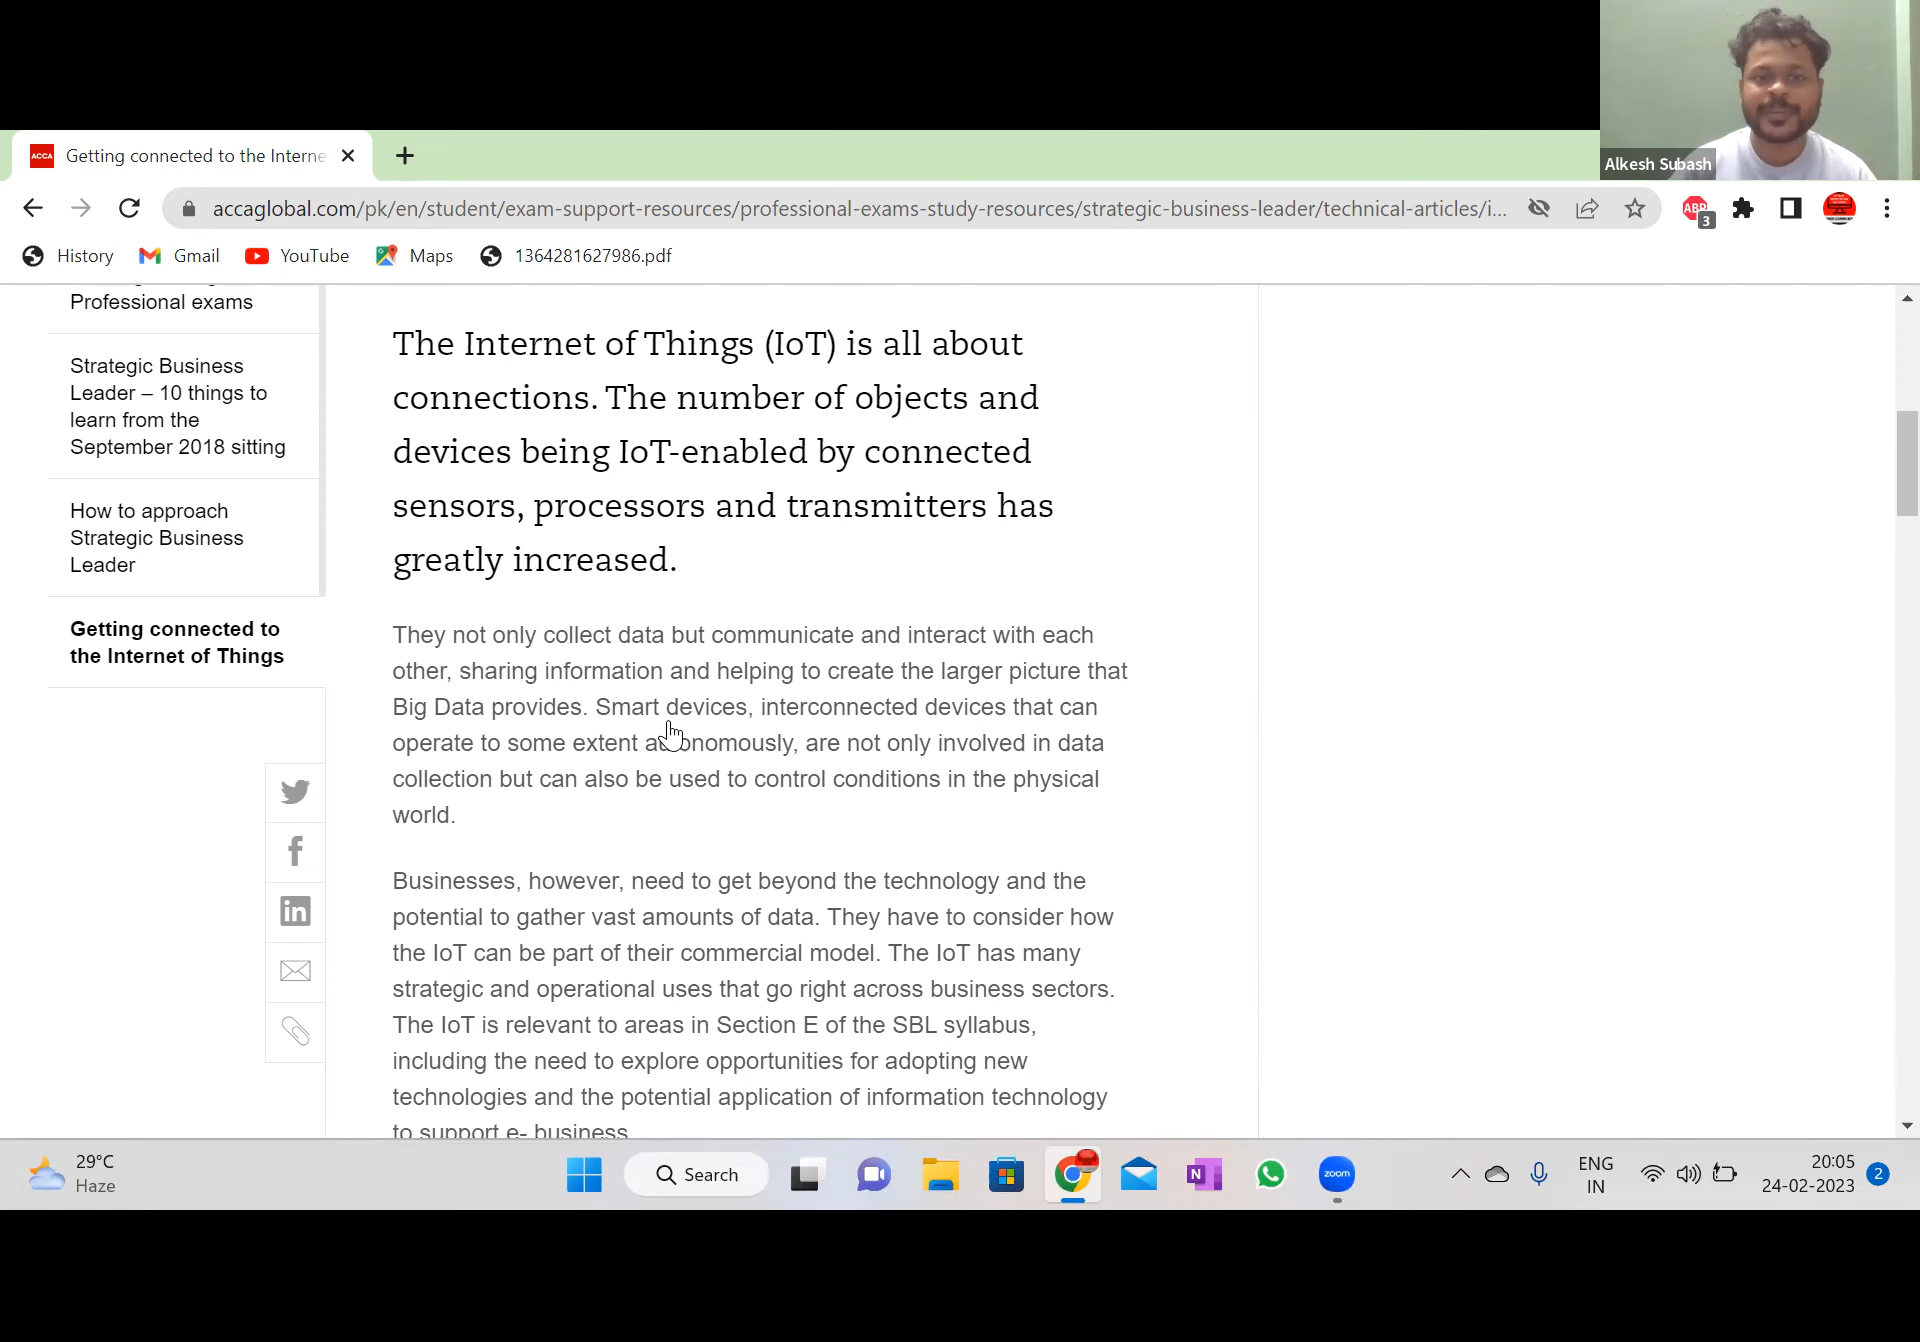 Alkesh Subash
ACCA Getting connected to the Interne
accaglobal.com/pk/en/student/exam-support-resources/professional-exams-study-resources/strategic-business-leader/technical-articles/i...
ABP 3
History Gmail YouTube Maps 1364281627986.pdf
Professional exams
Strategic Business
Leader – 10 things to
learn from the
September 2018 sitting
How to approach
Strategic Business
Leader
Getting connected to
the Internet of Things
The Internet of Things (IoT) is all about
connections. The number of objects and
devices being IoT-enabled by connected
sensors, processors and transmitters has
greatly increased.
They not only collect data but communicate and interact with each
other, sharing information and helping to create the larger picture that
Big Data provides. Smart devices, interconnected devices that can
operate to some extent autonomously, are not only involved in data
collection but can also be used to control conditions in the physical
world.
Businesses, however, need to get beyond the technology and the
potential to gather vast amounts of data. They have to consider how
the IoT can be part of their commercial model. The IoT has many
strategic and operational uses that go right across business sectors.
The IoT is relevant to areas in Section E of the SBL syllabus,
including the need to explore opportunities for adopting new
technologies and the potential application of information technology
to support e- business
29°C
Haze
Search
zoom
ENG
IN
20:05
24-02-2023
2